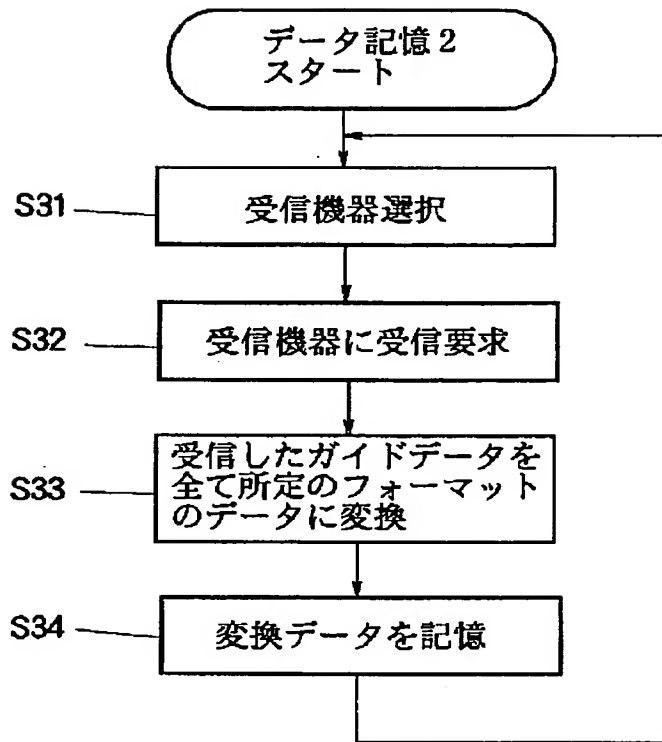 データ記憶2
スタート
S31
受信機器選択
S32
受信機器に受信要求
S33
受信したガイドデータを
全て所定のフォーマット
のデータに変換
S34
変換データを記憶